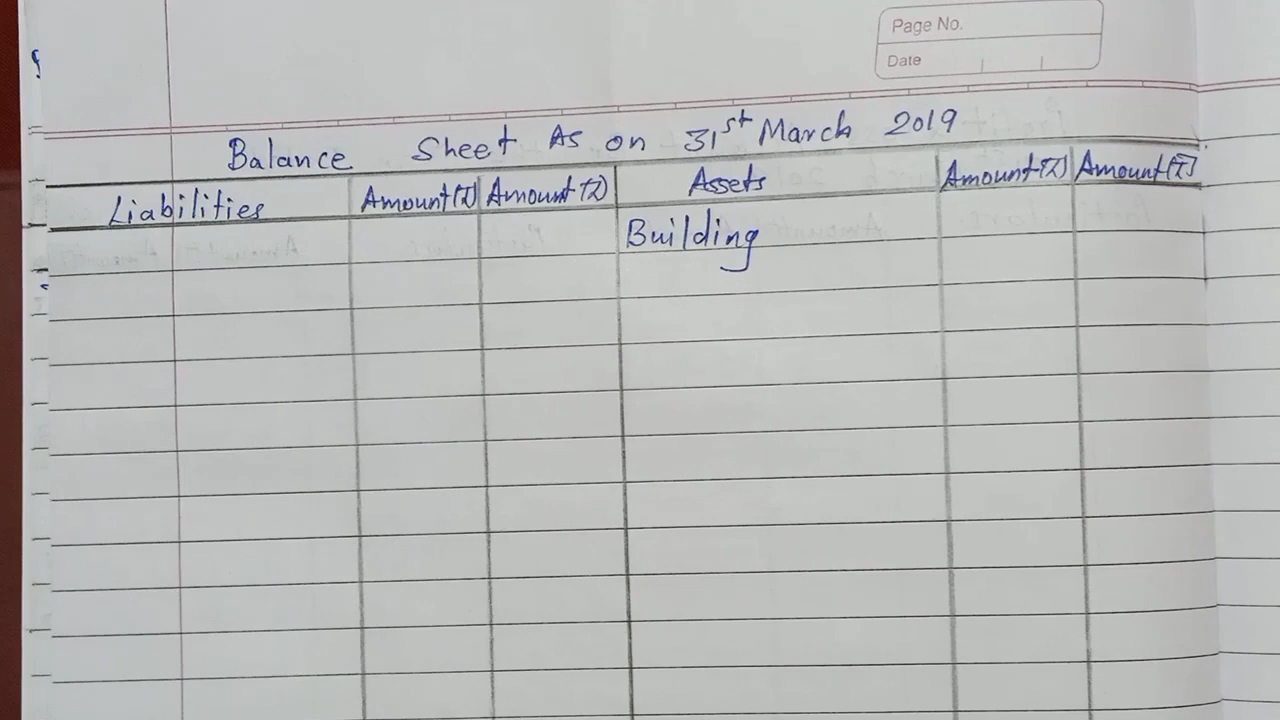 Page No.
Date
Balance Sheet As on 31st March 2019
Liabilities Amount(₹) Amount(₹) Assets Amount(₹) Amount(₹)
Building